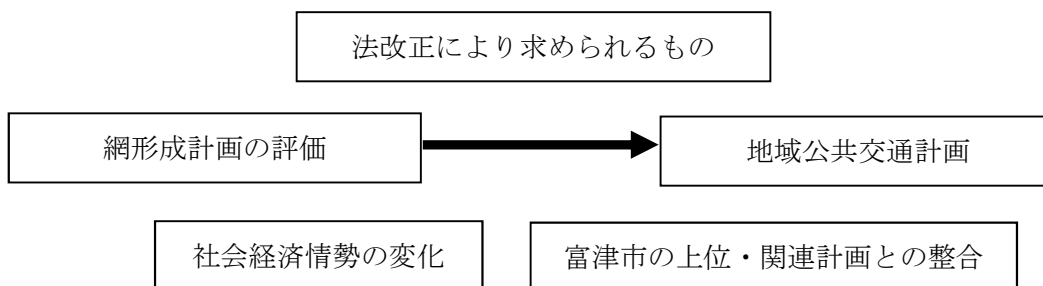 法改正により求められるもの
網形成計画の評価
地域公共交通計画
社会経済情勢の変化
富津市の上位・関連計画との整合